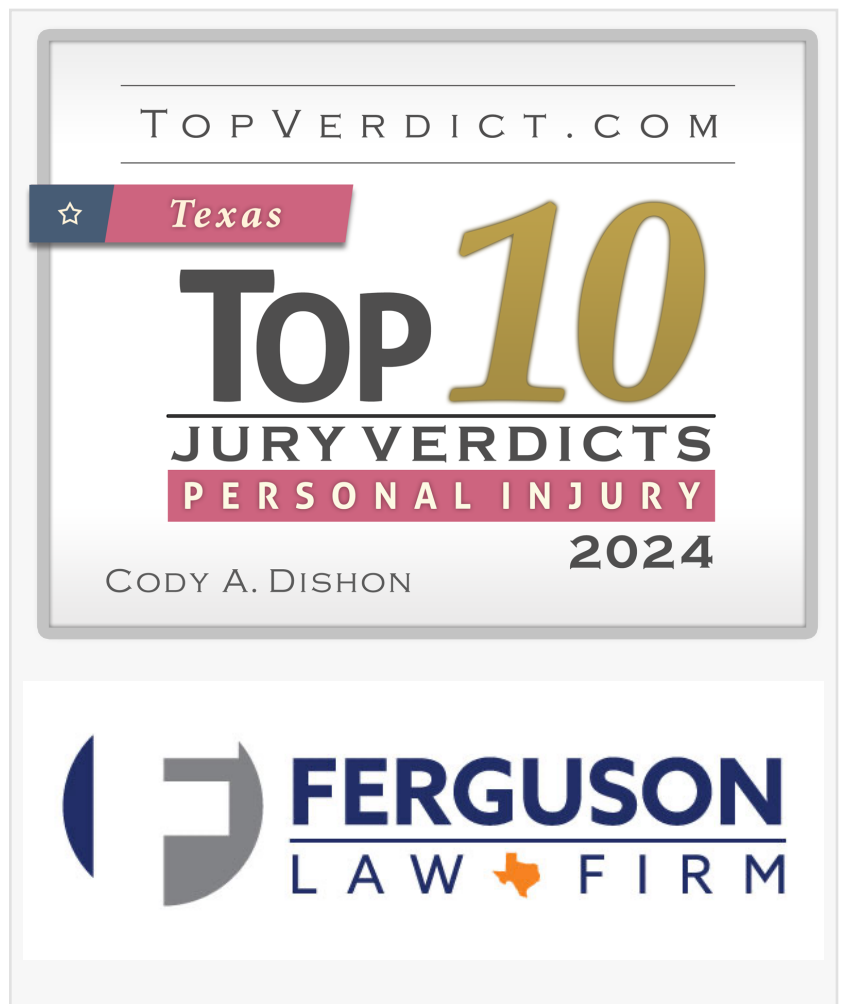 TopVerdict.com
Texas
Top 10
JURY VERDICTS
PERSONAL INJURY
2024
Cody A. Dishon
FERGUSON
LAW FIRM